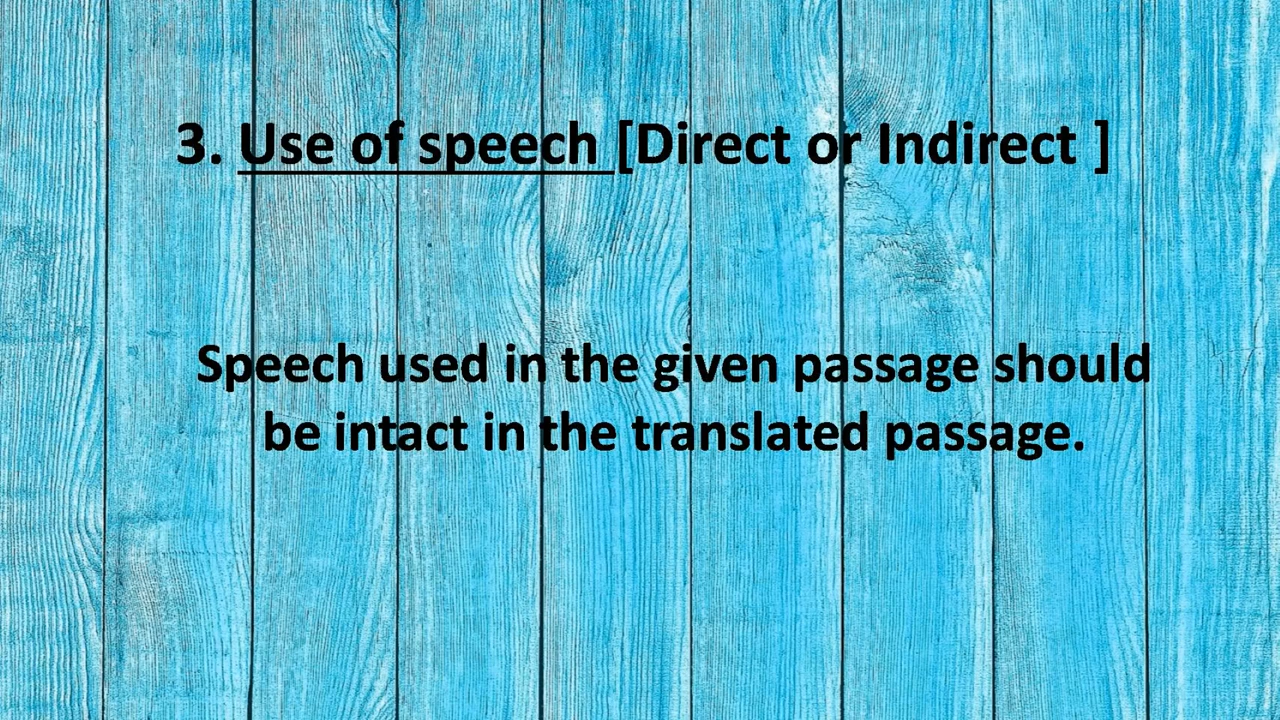 3. Use of speech [Direct or Indirect ]
Speech used in the given passage should
be intact in the translated passage.